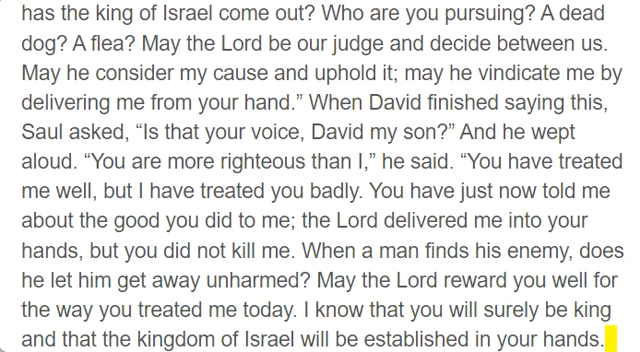 has the king of Israel come out? Who are you pursuing? A dead
dog? A flea? May the Lord be our judge and decide between us.
May he consider my cause and uphold it; may he vindicate me by
delivering me from your hand.” When David finished saying this,
Saul asked, “Is that your voice, David my son?” And he wept
aloud. “You are more righteous than I,” he said. “You have treated
me well, but I have treated you badly. You have just now told me
about the good you did to me; the Lord delivered me into your
hands, but you did not kill me. When a man finds his enemy, does
he let him get away unharmed? May the Lord reward you well for
the way you treated me today. I know that you will surely be king
and that the kingdom of Israel will be established in your hands.